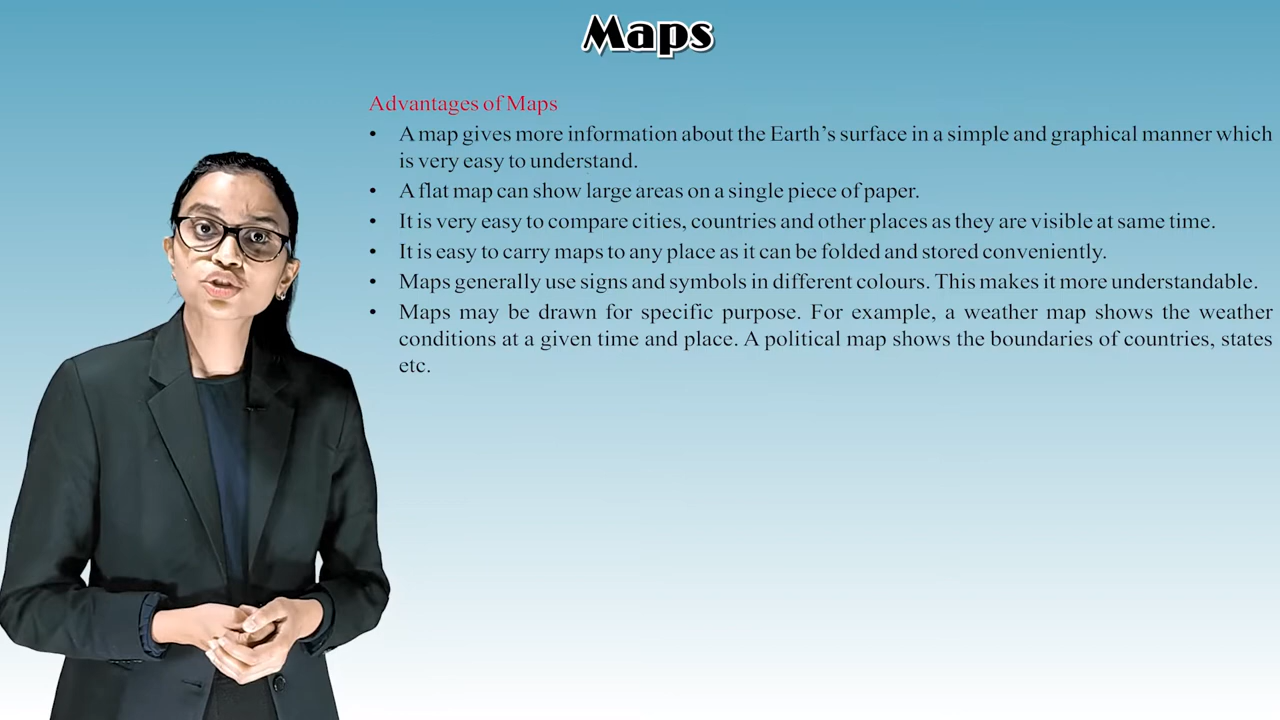 Maps
Advantages of Maps
• A map gives more information about the Earth’s surface in a simple and graphical manner which
is very easy to understand.
• A flat map can show large areas on a single piece of paper.
• It is very easy to compare cities, countries and other places as they are visible at same time.
• It is easy to carry maps to any place as it can be folded and stored conveniently.
• Maps generally use signs and symbols in different colours. This makes it more understandable.
• Maps may be drawn for specific purpose. For example, a weather map shows the weather
conditions at a given time and place. A political map shows the boundaries of countries, states
etc.